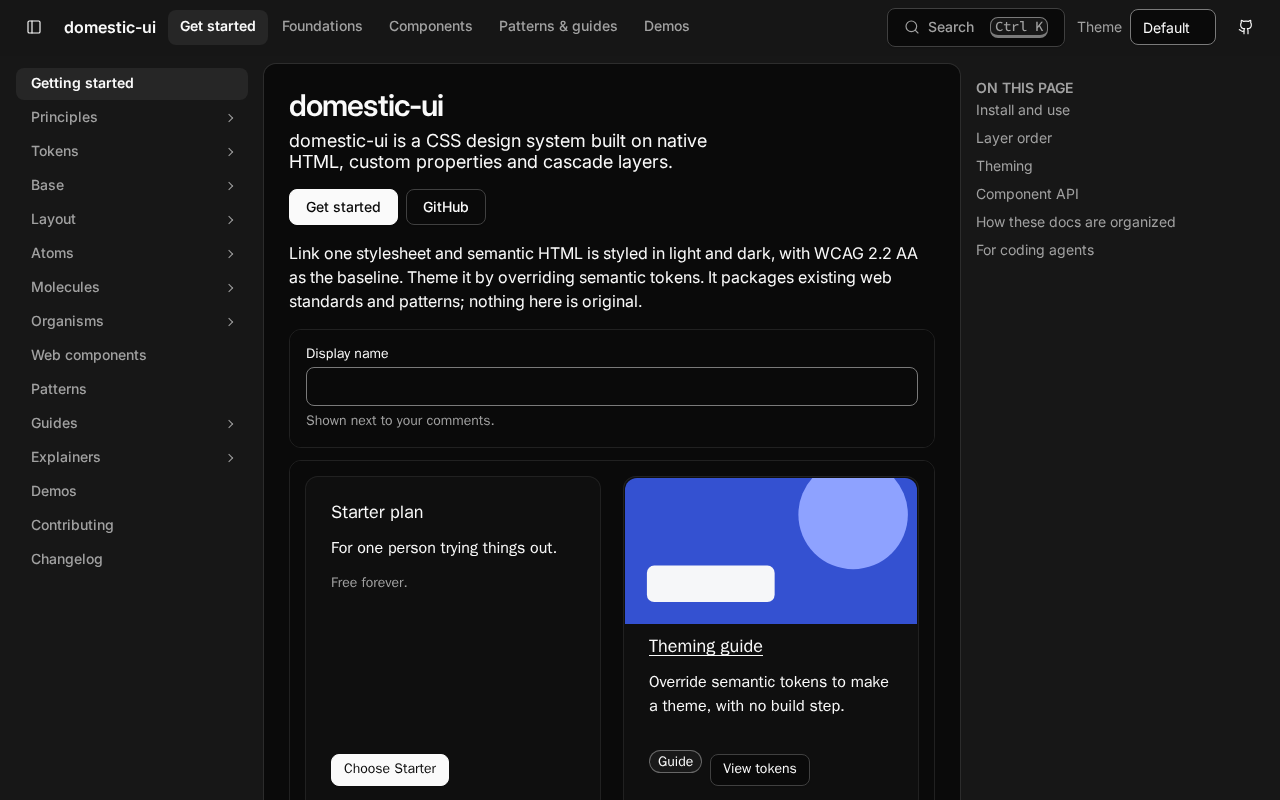 domestic-ui
Get started
Foundations
Components
Patterns & guides
Demos
Search
Ctrl K
Theme
Default
Getting started
Principles
Tokens
Base
Layout
Atoms
Molecules
Organisms
Web components
Patterns
Guides
Explainers
Demos
Contributing
Changelog
domestic-ui
domestic-ui is a CSS design system built on native
HTML, custom properties and cascade layers.
Get started
GitHub
Link one stylesheet and semantic HTML is styled in light and dark, with WCAG 2.2 AA
as the baseline. Theme it by overriding semantic tokens. It packages existing web
standards and patterns; nothing here is original.
Display name
Shown next to your comments.
Starter plan
For one person trying things out.
Free forever.
Choose Starter
Theming guide
Override semantic tokens to make
a theme, with no build step.
Guide
View tokens
ON THIS PAGE
Install and use
Layer order
Theming
Component API
How these docs are organized
For coding agents